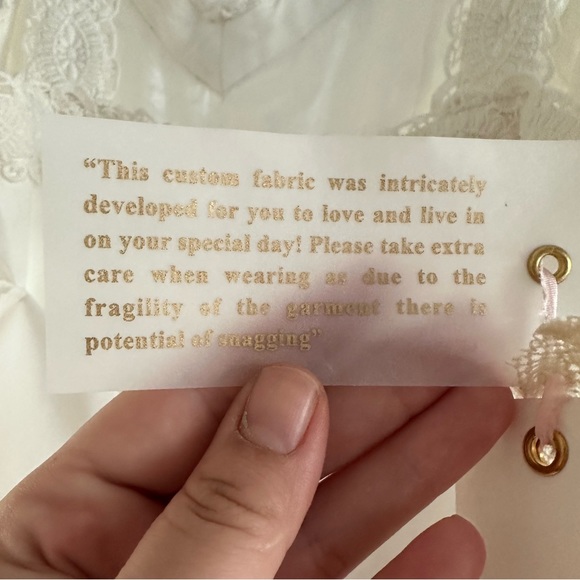 “This custom fabric was intricately
developed for you to love and live in
on your special day! Please take extra
care when wearing as due to the
fragility of the garment there is
potential of snagging”